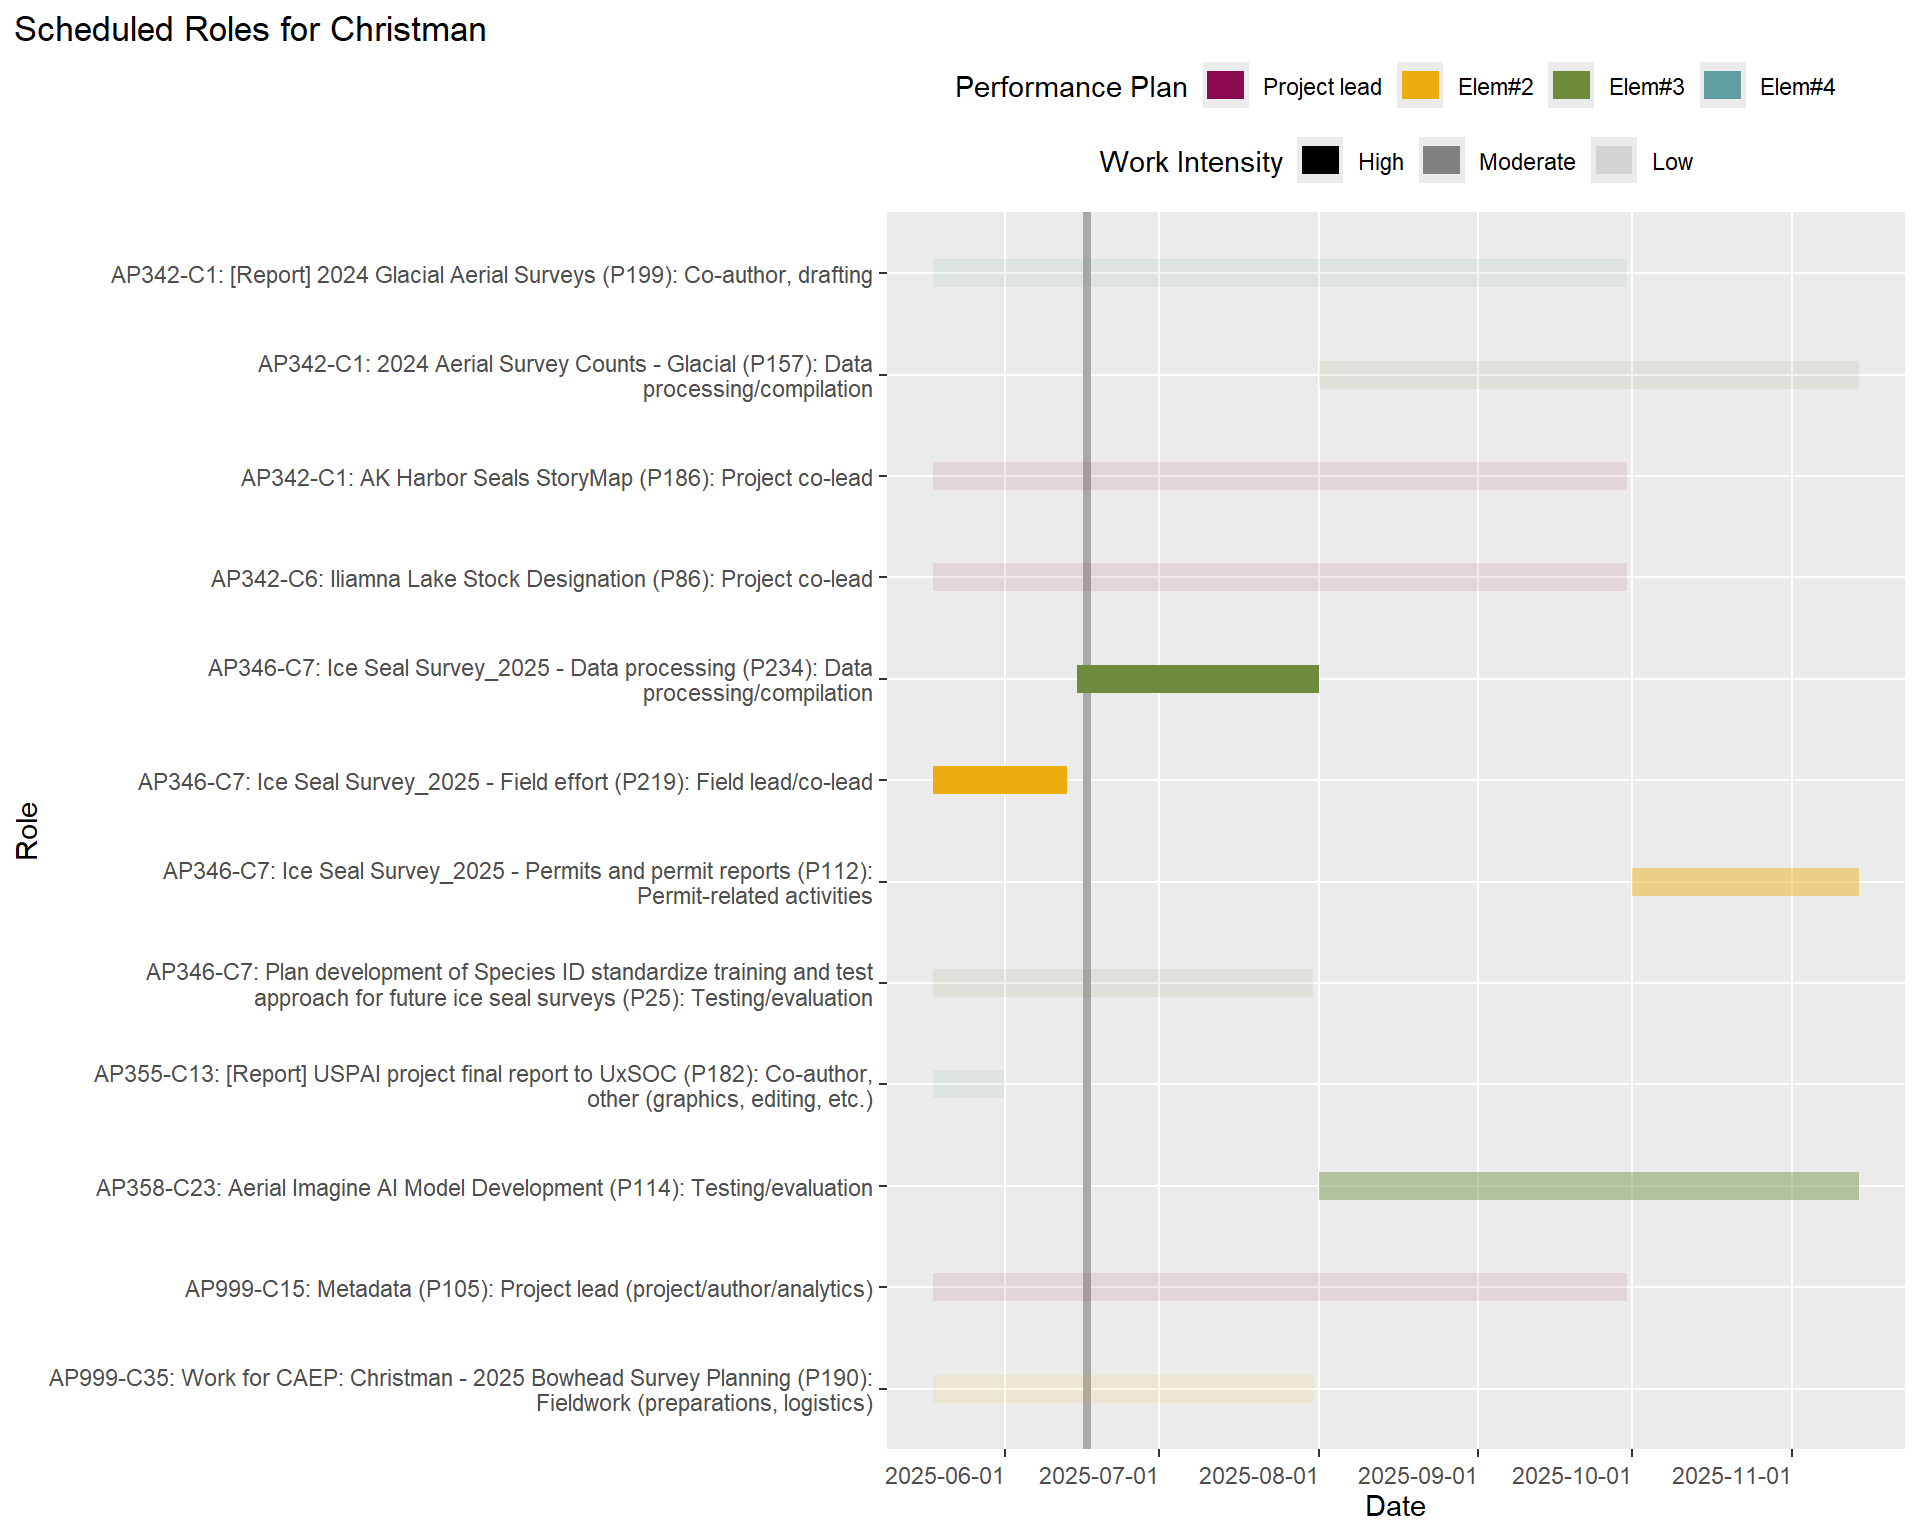 Scheduled Roles for Christman
Performance Plan Project lead Elem#2 Elem#3 Elem#4
Work Intensity High Moderate Low
AP342-C1: [Report] 2024 Glacial Aerial Surveys (P199): Co-author, drafting
AP342-C1: 2024 Aerial Survey Counts - Glacial (P157): Data
processing/compilation
AP342-C1: AK Harbor Seals StoryMap (P186): Project co-lead
AP342-C6: Iliamna Lake Stock Designation (P86): Project co-lead
AP346-C7: Ice Seal Survey_2025 - Data processing (P234): Data
processing/compilation
AP346-C7: Ice Seal Survey_2025 - Field effort (P219): Field lead/co-lead
AP346-C7: Ice Seal Survey_2025 - Permits and permit reports (P112):
Permit-related activities
AP346-C7: Plan development of Species ID standardize training and test
approach for future ice seal surveys (P25): Testing/evaluation
AP355-C13: [Report] USPAI project final report to UxSOC (P182): Co-author,
other (graphics, editing, etc.)
AP358-C23: Aerial Imagine AI Model Development (P114): Testing/evaluation
AP999-C15: Metadata (P105): Project lead (project/author/analytics)
AP999-C35: Work for CAEP: Christman - 2025 Bowhead Survey Planning (P190):
Fieldwork (preparations, logistics)
Role
2025-06-01 2025-07-01 2025-08-01 2025-09-01 2025-10-01 2025-11-01
Date